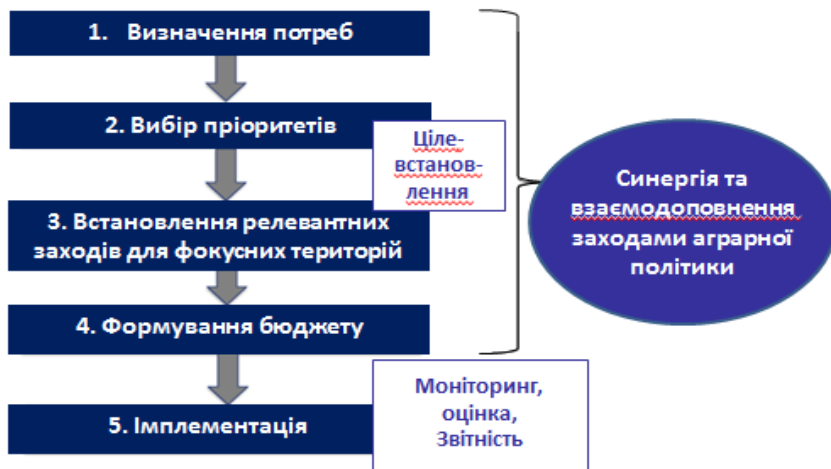 1. Визначення потреб
2. Вибір пріоритетів
Ціле-
встанов-
лення
3. Встановлення релевантних
заходів для фокусних територій
4. Формування бюджету
5. Імплементація
Моніторинг,
оцінка,
Звітність
Синергія та
взаємодоповнення
заходами аграрної
політики